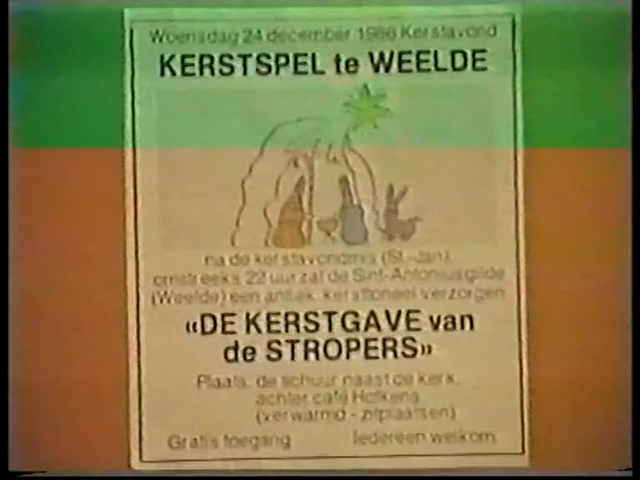 Woensdag 24 december 1986 Kerstavond
KERSTSPEL te WEELDE
na de kerstavondmis (St.-Jan),
omstreeks 22 uur zal de Sint-Antoniusgilde
(Weelde) een antiek kersttoneel verzorgen
«DE KERSTGAVE van
de STROPERS»
Plaats: de schuur naast de kerk,
achter café Hofkens
(verwarmd - zitplaatsen)
Gratis toegang Iedereen welkom